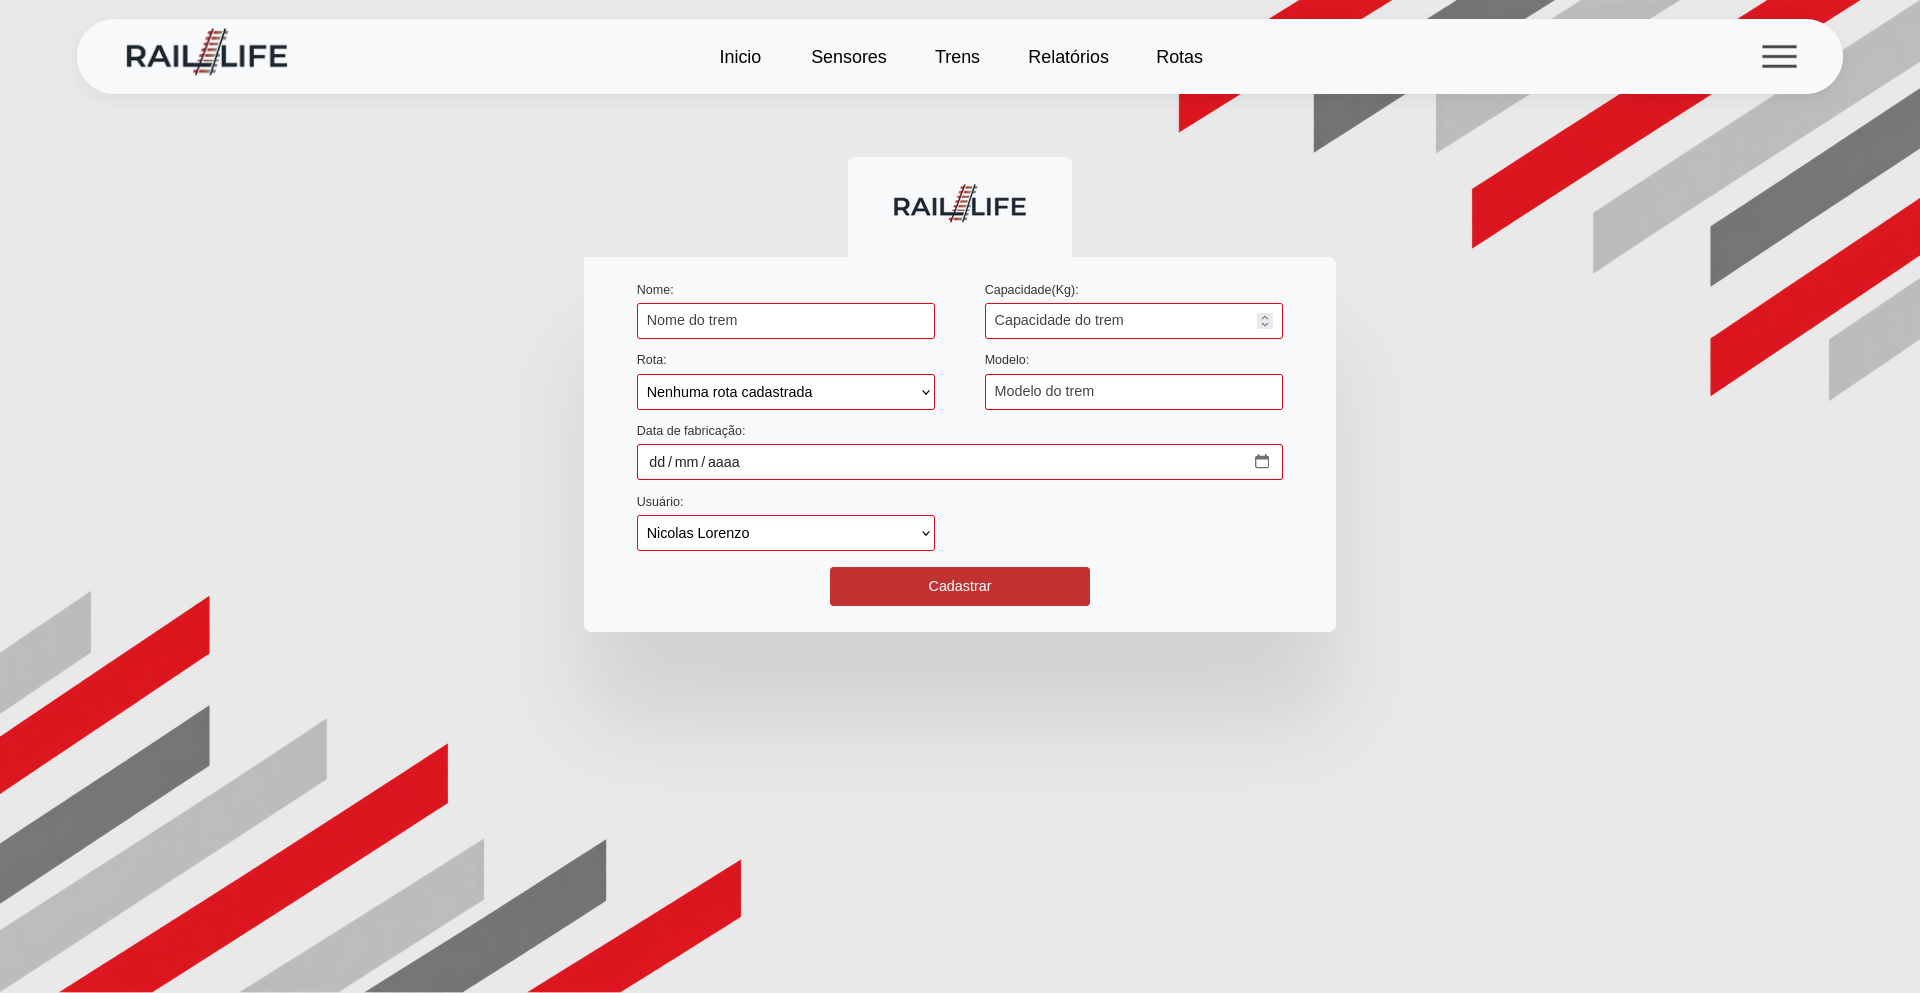 RAIL LIFE
Inicio Sensores Trens Relatórios Rotas
RAIL LIFE
Nome: Capacidade(Kg):
Nome do trem Capacidade do trem
Rota: Modelo:
Nenhuma rota cadastrada Modelo do trem
Data de fabricação:
dd/mm/aaaa
Usuário:
Nicolas Lorenzo
Cadastrar